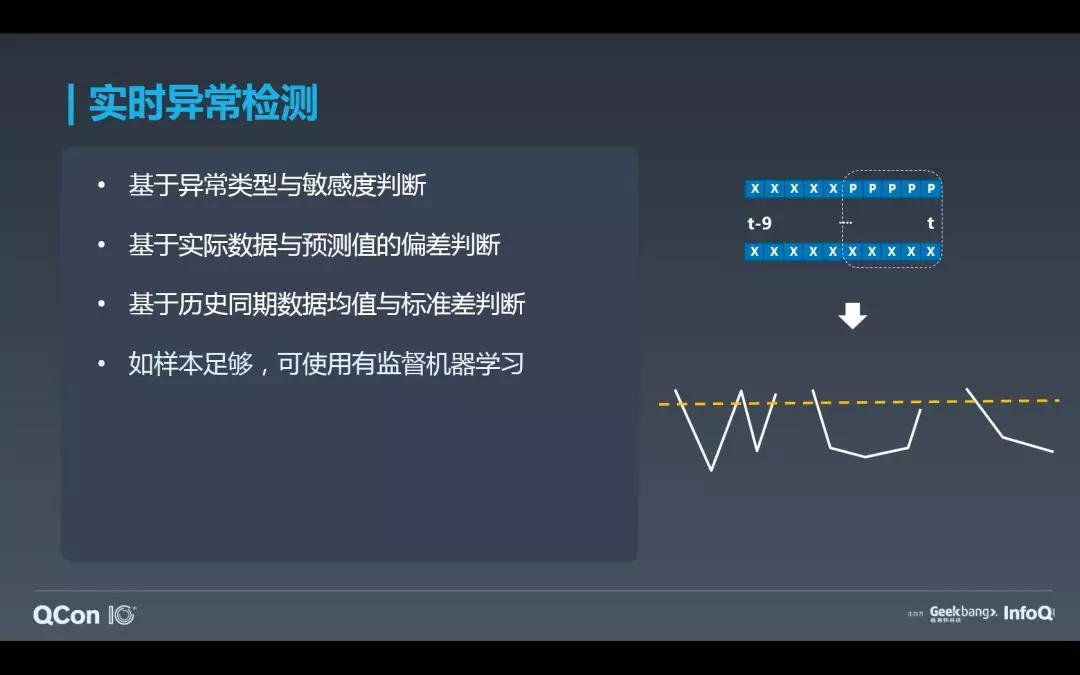 实时异常检测
• 基于异常类型与敏感度判断
• 基于实际数据与预测值的偏差判断
• 基于历史同期数据均值与标准差判断
• 如样本足够，可使用有监督机器学习
X X X X X P P P P P
t-9 ···· t
X X X X X X X X X X
QCon 10
主办方 Geekbang>. InfoQ
极客邦科技